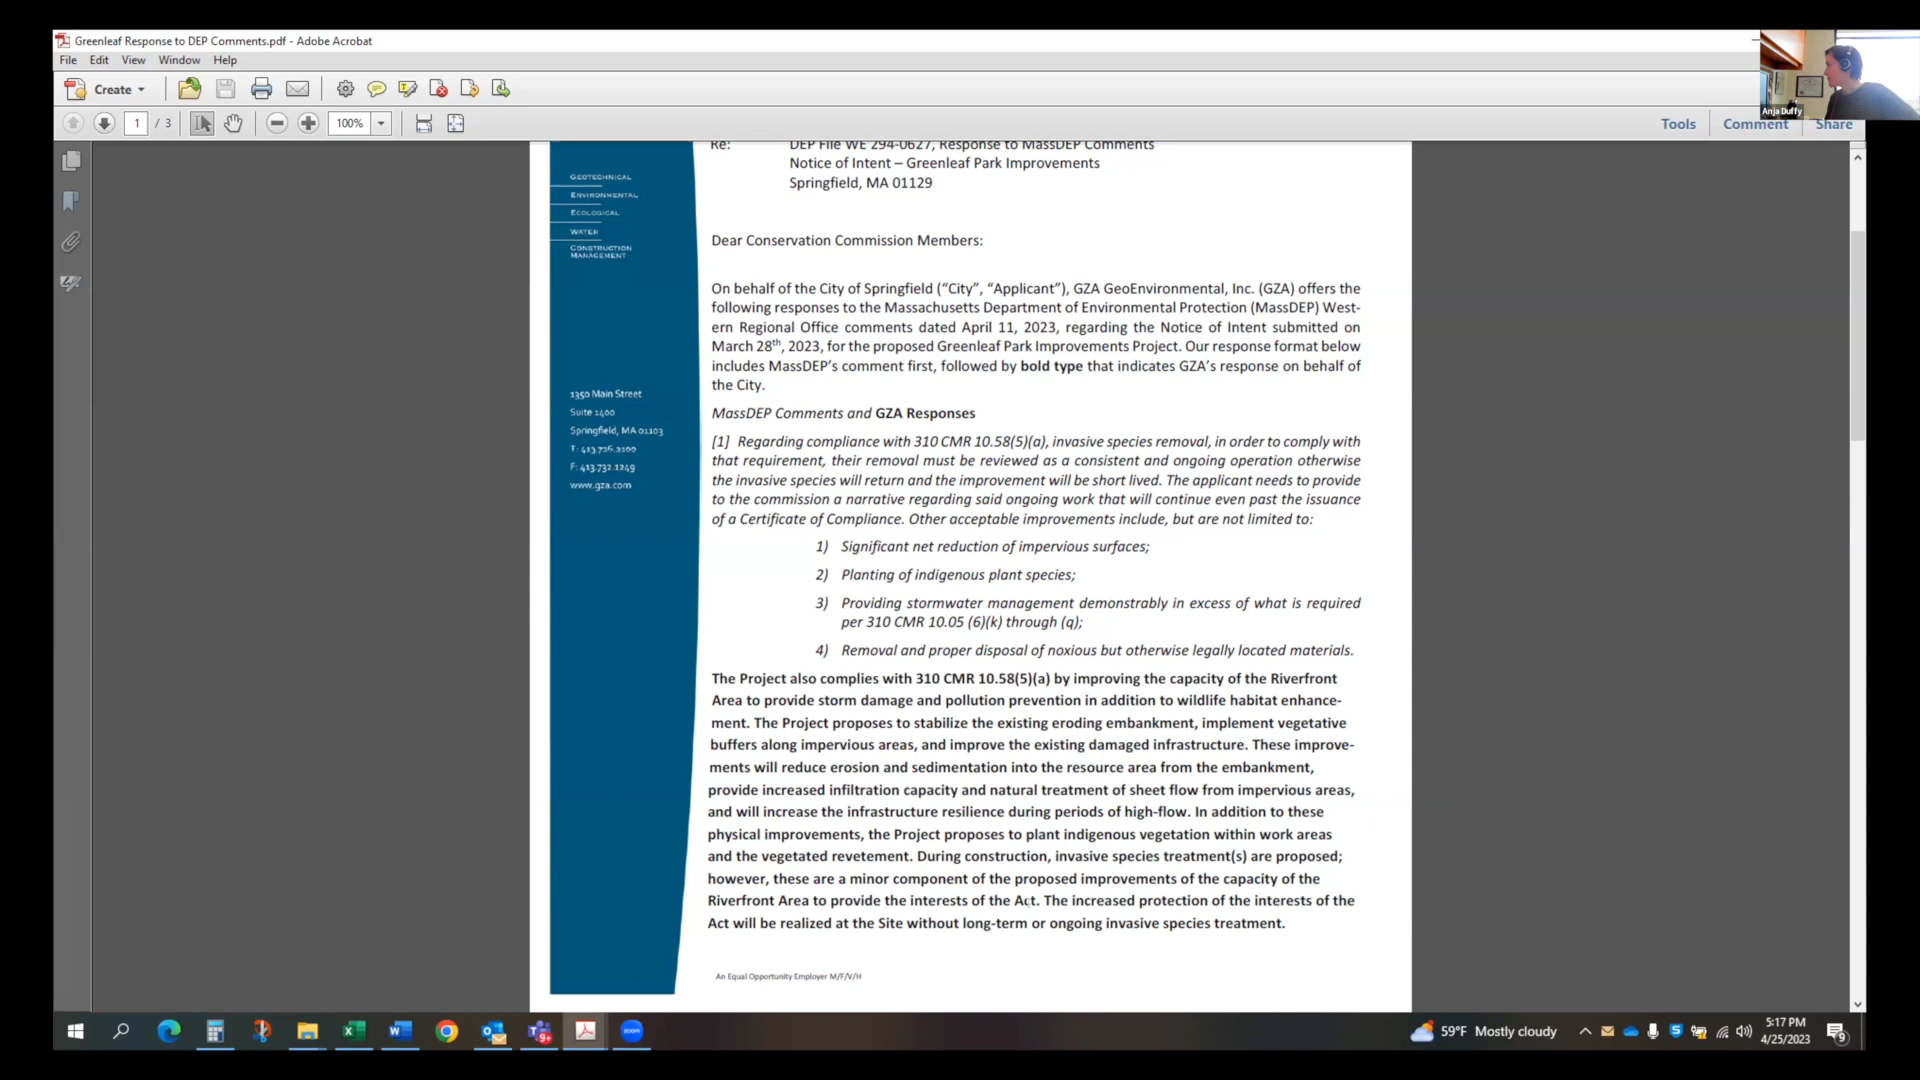 Greenleaf Response to DEP Comments.pdf - Adobe Acrobat
File Edit View Window Help
Create
1 / 3
100%
Tools Comment Share
Anja Duffy
Re: DEP File WE 294-0627, Response to MassDEP Comments
Notice of Intent – Greenleaf Park Improvements
Springfield, MA 01129
GEOTECHNICAL
ENVIRONMENTAL
ECOLOGICAL
WATER
CONSTRUCTION
MANAGEMENT
1350 Main Street
Suite 1400
Springfield, MA 01103
T: 413.726.2100
F: 413.732.1249
www.gza.com
Dear Conservation Commission Members:
On behalf of the City of Springfield (“City”, “Applicant”), GZA GeoEnvironmental, Inc. (GZA) offers the
following responses to the Massachusetts Department of Environmental Protection (MassDEP) West-
ern Regional Office comments dated April 11, 2023, regarding the Notice of Intent submitted on
March 28th, 2023, for the proposed Greenleaf Park Improvements Project. Our response format below
includes MassDEP’s comment first, followed by bold type that indicates GZA’s response on behalf of
the City.
MassDEP Comments and GZA Responses
[1] Regarding compliance with 310 CMR 10.58(5)(a), invasive species removal, in order to comply with
that requirement, their removal must be reviewed as a consistent and ongoing operation otherwise
the invasive species will return and the improvement will be short lived. The applicant needs to provide
to the commission a narrative regarding said ongoing work that will continue even past the issuance
of a Certificate of Compliance. Other acceptable improvements include, but are not limited to:
1) Significant net reduction of impervious surfaces;
2) Planting of indigenous plant species;
3) Providing stormwater management demonstrably in excess of what is required
per 310 CMR 10.05 (6)(k) through (q);
4) Removal and proper disposal of noxious but otherwise legally located materials.
The Project also complies with 310 CMR 10.58(5)(a) by improving the capacity of the Riverfront
Area to provide storm damage and pollution prevention in addition to wildlife habitat enhance-
ment. The Project proposes to stabilize the existing eroding embankment, implement vegetative
buffers along impervious areas, and improve the existing damaged infrastructure. These improve-
ments will reduce erosion and sedimentation into the resource area from the embankment,
provide increased infiltration capacity and natural treatment of sheet flow from impervious areas,
and will increase the infrastructure resilience during periods of high-flow. In addition to these
physical improvements, the Project proposes to plant indigenous vegetation within work areas
and the vegetated revetement. During construction, invasive species treatment(s) are proposed;
however, these are a minor component of the proposed improvements of the capacity of the
Riverfront Area to provide the interests of the Act. The increased protection of the interests of the
Act will be realized at the Site without long-term or ongoing invasive species treatment.
An Equal Opportunity Employer M/F/V/H
59°F Mostly cloudy
5:17 PM
4/25/2023